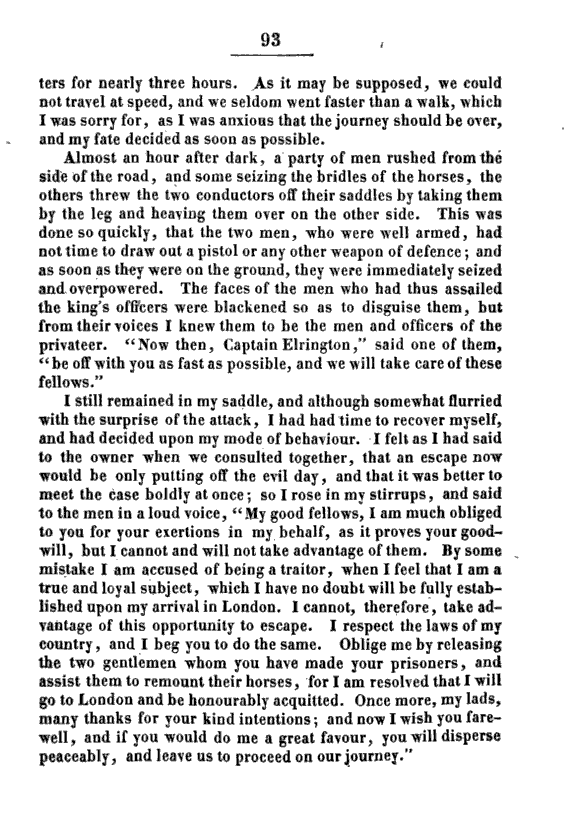 93
ters for nearly three hours. As it may be supposed, we could
not travel at speed, and we seldom went faster than a walk, which
I was sorry for, as I was anxious that the journey should be over,
and my fate decided as soon as possible.
Almost an hour after dark, a party of men rushed from the
side of the road, and some seizing the bridles of the horses, the
others threw the two conductors off their saddles by taking them
by the leg and heaving them over on the other side. This was
done so quickly, that the two men, who were well armed, had
not time to draw out a pistol or any other weapon of defence; and
as soon as they were on the ground, they were immediately seized
and overpowered. The faces of the men who had thus assailed
the king's officers were blackened so as to disguise them, but
from their voices I knew them to be the men and officers of the
privateer. “Now then, Captain Elrington,” said one of them,
“be off with you as fast as possible, and we will take care of these
fellows.”
I still remained in my saddle, and although somewhat flurried
with the surprise of the attack, I had had time to recover myself,
and had decided upon my mode of behaviour. I felt as I had said
to the owner when we consulted together, that an escape now
would be only putting off the evil day, and that it was better to
meet the case boldly at once; so I rose in my stirrups, and said
to the men in a loud voice, “My good fellows, I am much obliged
to you for your exertions in my behalf, as it proves your good-
will, but I cannot and will not take advantage of them. By some
mistake I am accused of being a traitor, when I feel that I am a
true and loyal subject, which I have no doubt will be fully estab-
lished upon my arrival in London. I cannot, therefore, take ad-
vantage of this opportunity to escape. I respect the laws of my
country, and I beg you to do the same. Oblige me by releasing
the two gentlemen whom you have made your prisoners, and
assist them to remount their horses, for I am resolved that I will
go to London and be honourably acquitted. Once more, my lads,
many thanks for your kind intentions; and now I wish you fare-
well, and if you would do me a great favour, you will disperse
peaceably, and leave us to proceed on our journey.”